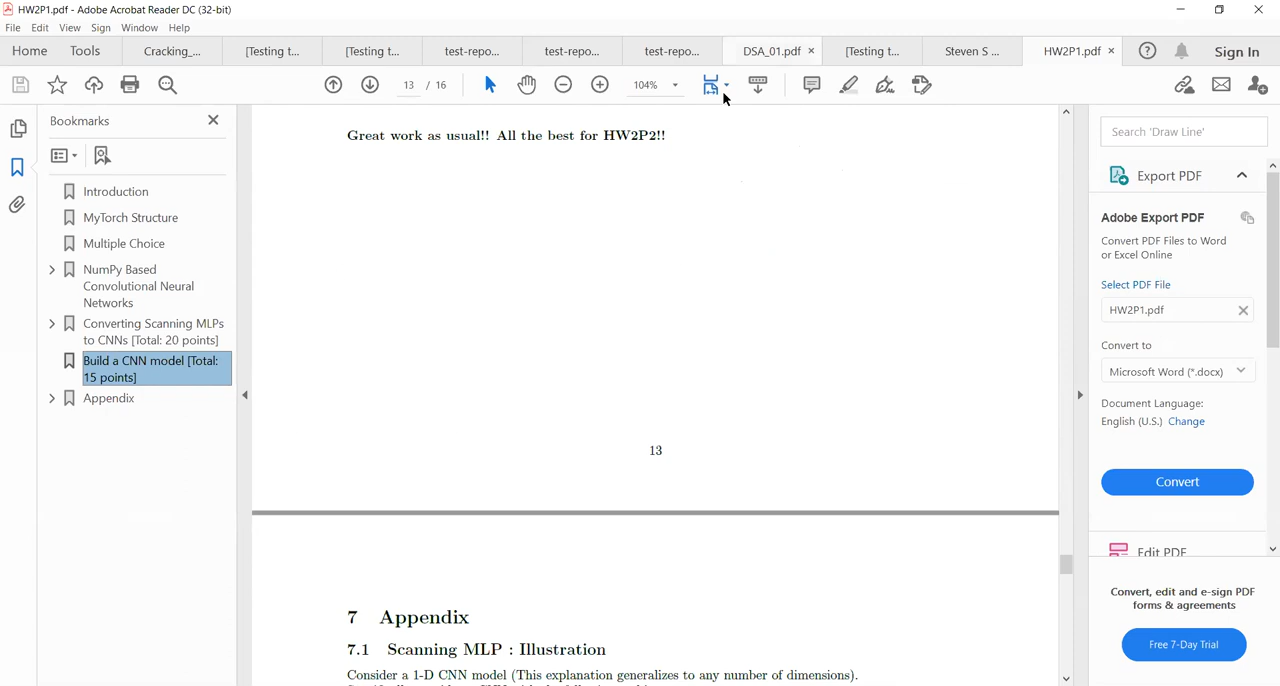 HW2P1.pdf - Adobe Acrobat Reader DC (32-bit)
File Edit View Sign Window Help
Home Tools Cracking_... [Testing t... [Testing t... test-repo... test-repo... test-repo... DSA_01.pdf × [Testing t... Steven S ... HW2P1.pdf × Sign In
13 / 16 104%
Bookmarks
Introduction
MyTorch Structure
Multiple Choice
NumPy Based
Convolutional Neural
Networks
Converting Scanning MLPs
to CNNs [Total: 20 points]
Build a CNN model [Total:
15 points]
Appendix
Great work as usual!! All the best for HW2P2!!
13
7 Appendix
7.1 Scanning MLP : Illustration
Consider a 1-D CNN model (This explanation generalizes to any number of dimensions).
Search 'Draw Line'
Export PDF
Adobe Export PDF
Convert PDF Files to Word
or Excel Online
Select PDF File
HW2P1.pdf
Convert to
Microsoft Word (*.docx)
Document Language:
English (U.S.) Change
Convert
Edit PDF
Convert, edit and e-sign PDF
forms & agreements
Free 7-Day Trial